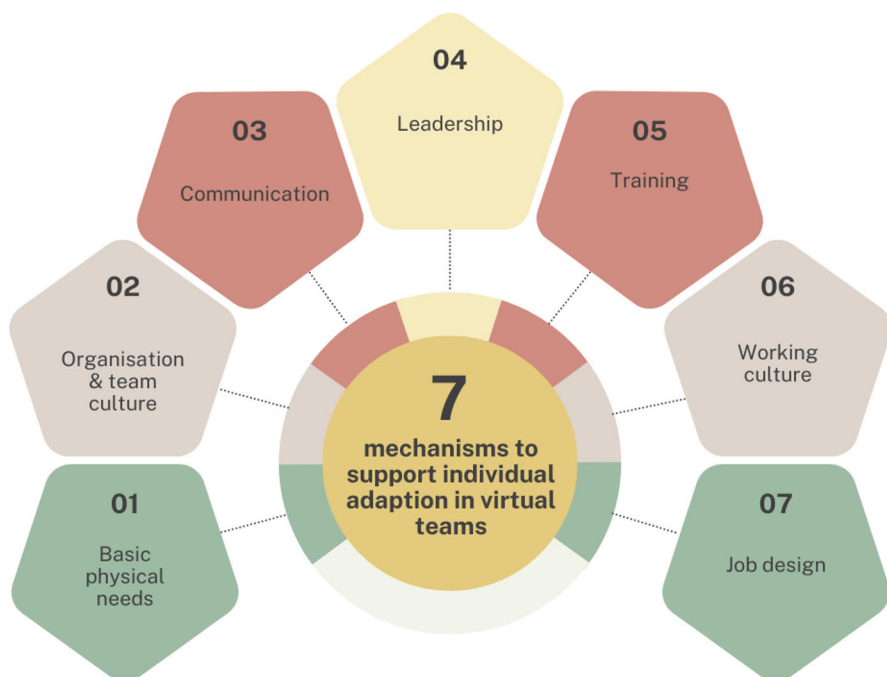 04
Leadership
03
Communication
05
Training
02
Organisation
& team
culture
06
Working
culture
7
mechanisms to
support individual
adaption in virtual
teams
01
Basic
physical
needs
07
Job design